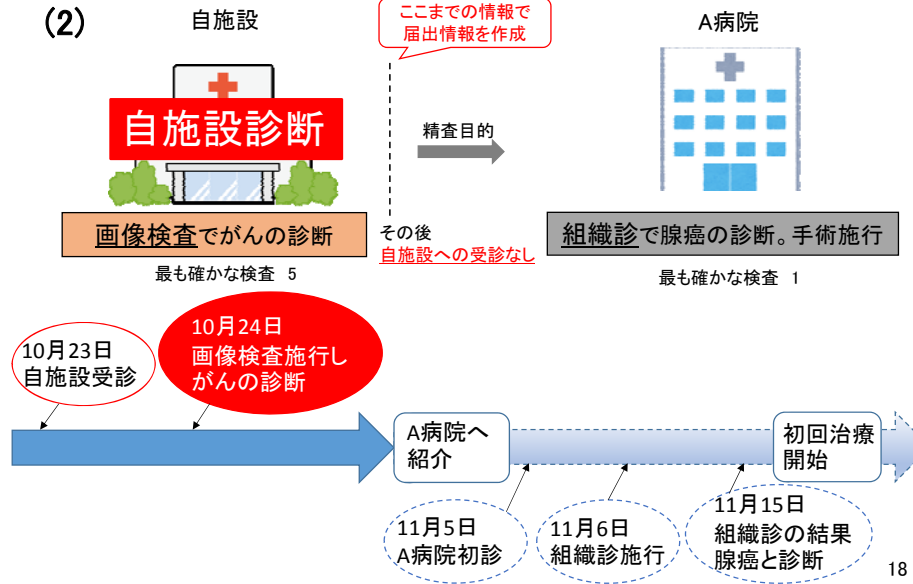 (2)
自施設
ここまでの情報で
届出情報を作成
A病院
自施設診断
精査目的
画像検査でがんの診断
その後
自施設への受診なし
組織診で腺癌の診断。手術施行
最も確かな検査 5
最も確かな検査 1
10月23日
自施設受診
10月24日
画像検査施行し
がんの診断
A病院へ
紹介
初回治療
開始
11月5日
A病院初診
11月6日
組織診施行
11月15日
組織診の結果
腺癌と診断
18